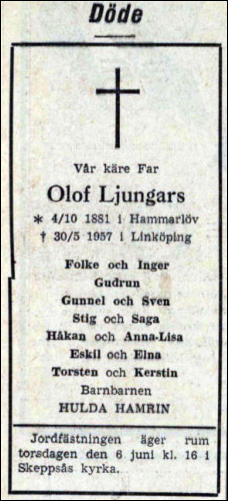 Döde
Vår käre Far
Olof Ljungars
* 4/10 1881 i Hammarlöv
† 30/5 1957 i Linköping
Folke och Inger
Gudrun
Gunnel och Sven
Stig och Saga
Håkan och Anna-Lisa
Eskil och Elna
Torsten och Kerstin
Barnbarnen
HULDA HAMRIN
Jordfästningen äger rum
torsdagen den 6 juni kl. 16 i
Skeppsås kyrka.